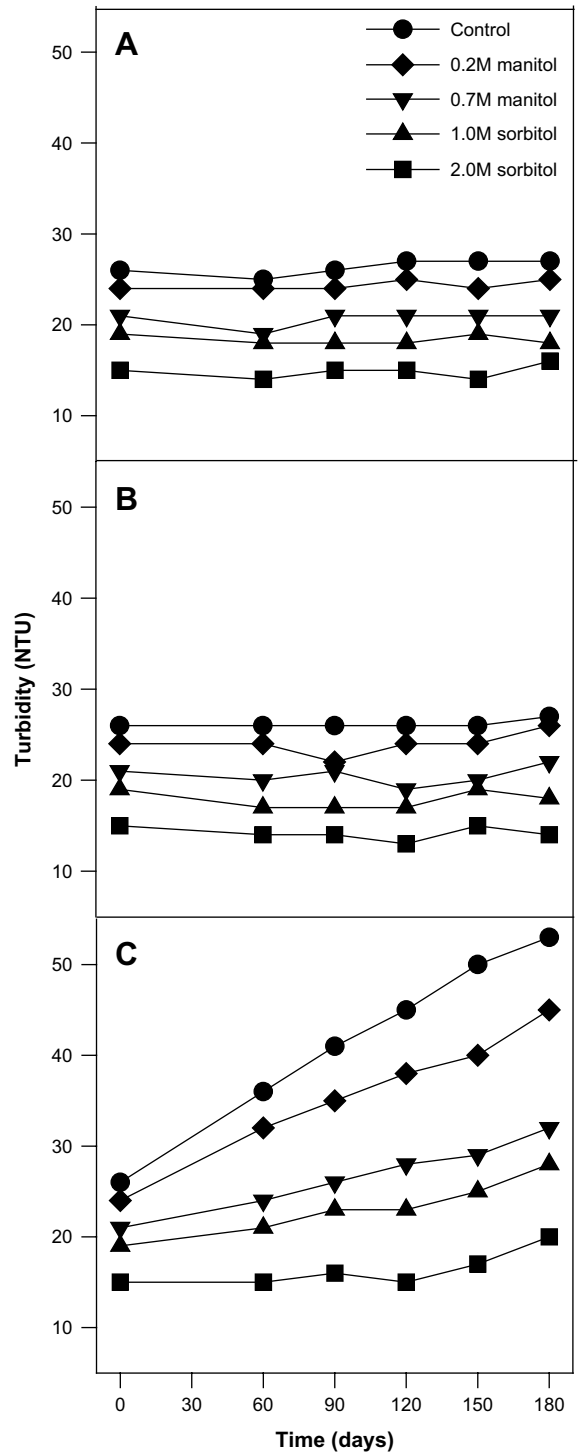 A
Control
0.2M manitol
0.7M manitol
1.0M sorbitol
2.0M sorbitol
50
40
30
20
10
B
50
40
30
20
10
Turbidity (NTU)
C
50
40
30
20
10
0 30 60 90 120 150 180
Time (days)